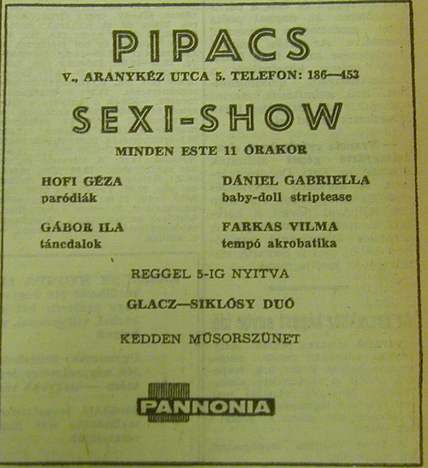 PIPACS
V., ARANYKÉZ UTCA 5. TELEFON: 186—453
SEXI-SHOW
MINDEN ESTE 11 ÓRAKOR
HOFI GÉZA
paródiák
DÁNIEL GABRIELLA
baby-doll striptease
GÁBOR ILA
táncdalok
FARKAS VILMA
tempó akrobatika
REGGEL 5-IG NYITVA
GLACZ—SIKLÓSY DUÓ
KEDDEN MŰSORSZÜNET
PANNONIA